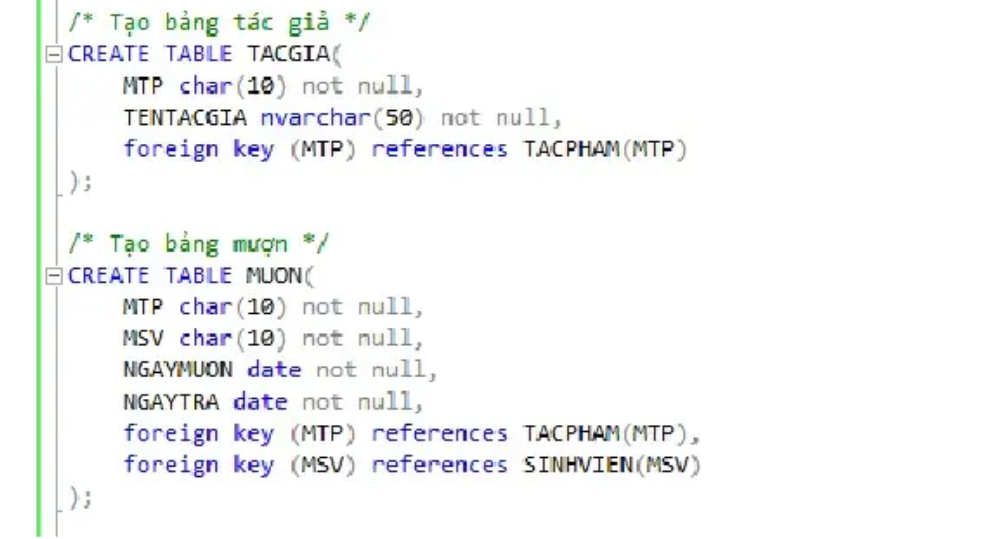 /* Tạo bảng tác giả */
CREATE TABLE TACGIA(
MTP char(10) not null,
TENTACGIA nvarchar(50) not null,
foreign key (MTP) references TACPHAM(MTP)
);
/* Tạo bảng mượn */
CREATE TABLE MUON(
MTP char(10) not null,
MSV char(10) not null,
NGAYMUON date not null,
NGAYTRA date not null,
foreign key (MTP) references TACPHAM(MTP),
foreign key (MSV) references SINHVIEN(MSV)
);